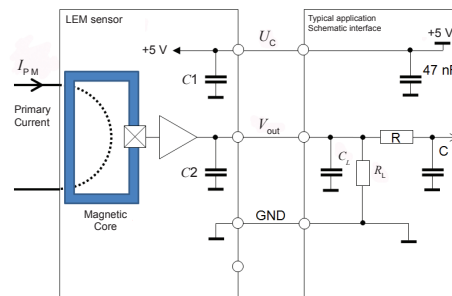 LEM sensor
Typical application
Schematic interface
+5 V
U_C
+5 V
I_PM
C1
47 nF
Primary
Current
V_out
R
C2
C_L
R_L
C
Magnetic
Core
GND